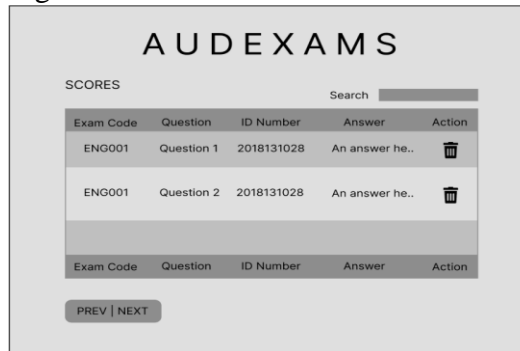 AUDEXAMS
SCORES
Search
Exam Code Question ID Number Answer Action
ENG001 Question 1 2018131028 An answer he..
ENG001 Question 2 2018131028 An answer he..
Exam Code Question ID Number Answer Action
PREV | NEXT